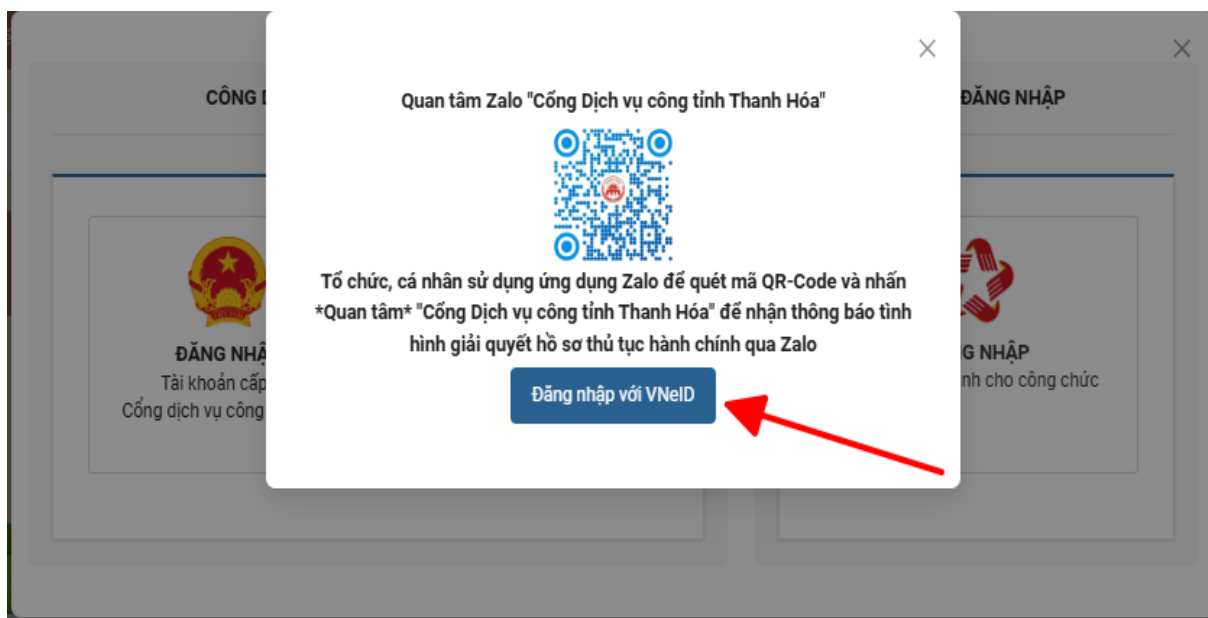 CÔNG
ĐĂNG NHẬP
Quan tâm Zalo "Cổng Dịch vụ công tỉnh Thanh Hóa"
Tổ chức, cá nhân sử dụng ứng dụng Zalo để quét mã QR-Code và nhấn
*Quan tâm* "Cổng Dịch vụ công tỉnh Thanh Hóa" để nhận thông báo tình
hình giải quyết hồ sơ thủ tục hành chính qua Zalo
Đăng nhập với VNeID
ĐĂNG NHẬ
Tài khoản cấp
Cổng dịch vụ công
G NHẬP
nh cho công chức